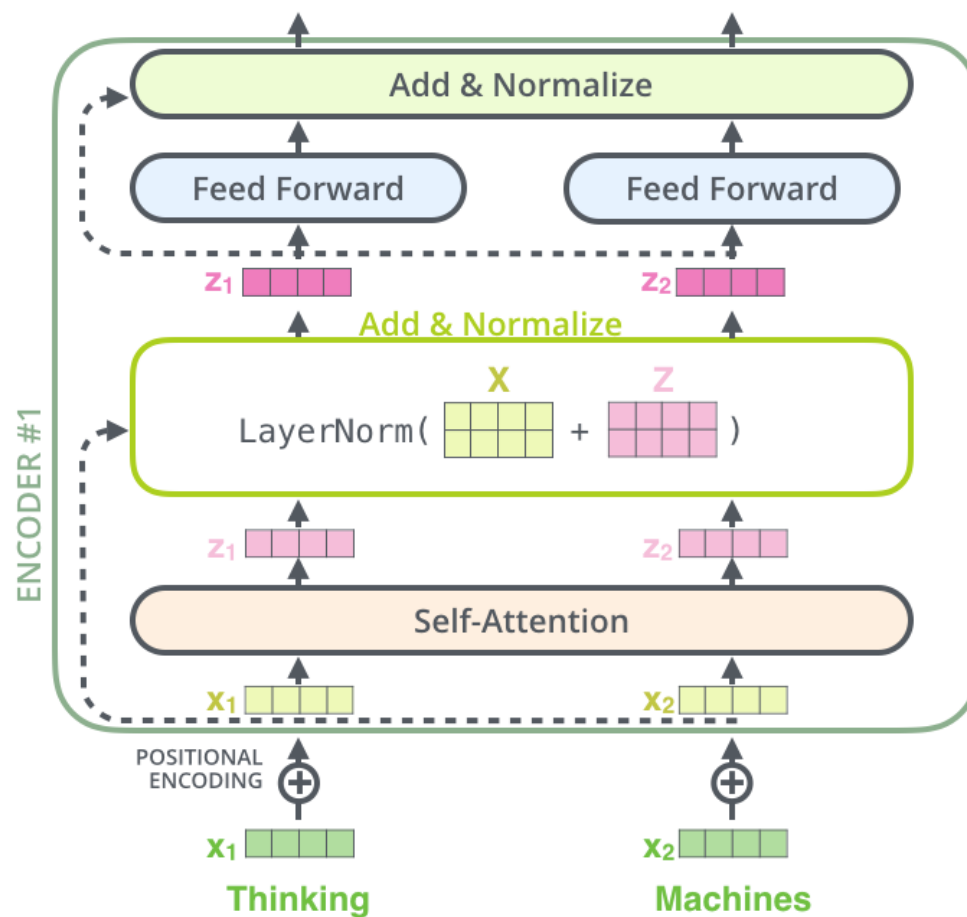 Add & Normalize
Feed Forward
Feed Forward
z1
z2
Add & Normalize
X
Z
LayerNorm( + )
ENCODER #1
z1
z2
Self-Attention
x1
x2
POSITIONAL
ENCODING
x1
x2
Thinking
Machines